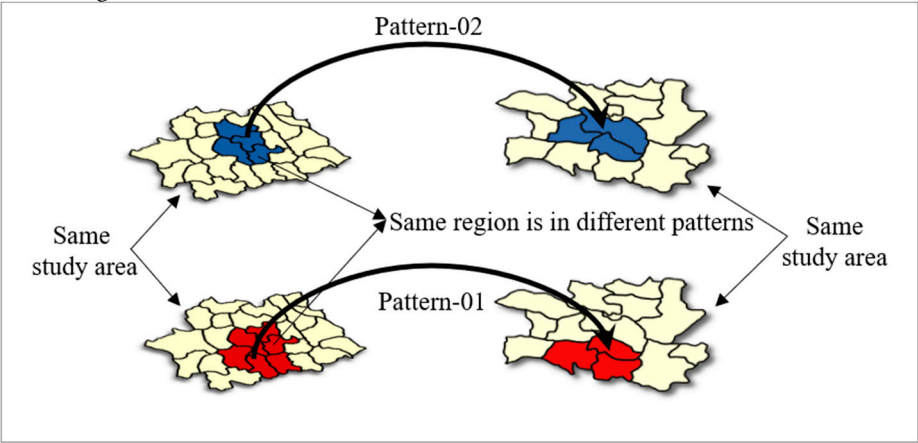 Pattern-02
Same region is in different patterns
Same
study area
Same
study area
Pattern-01